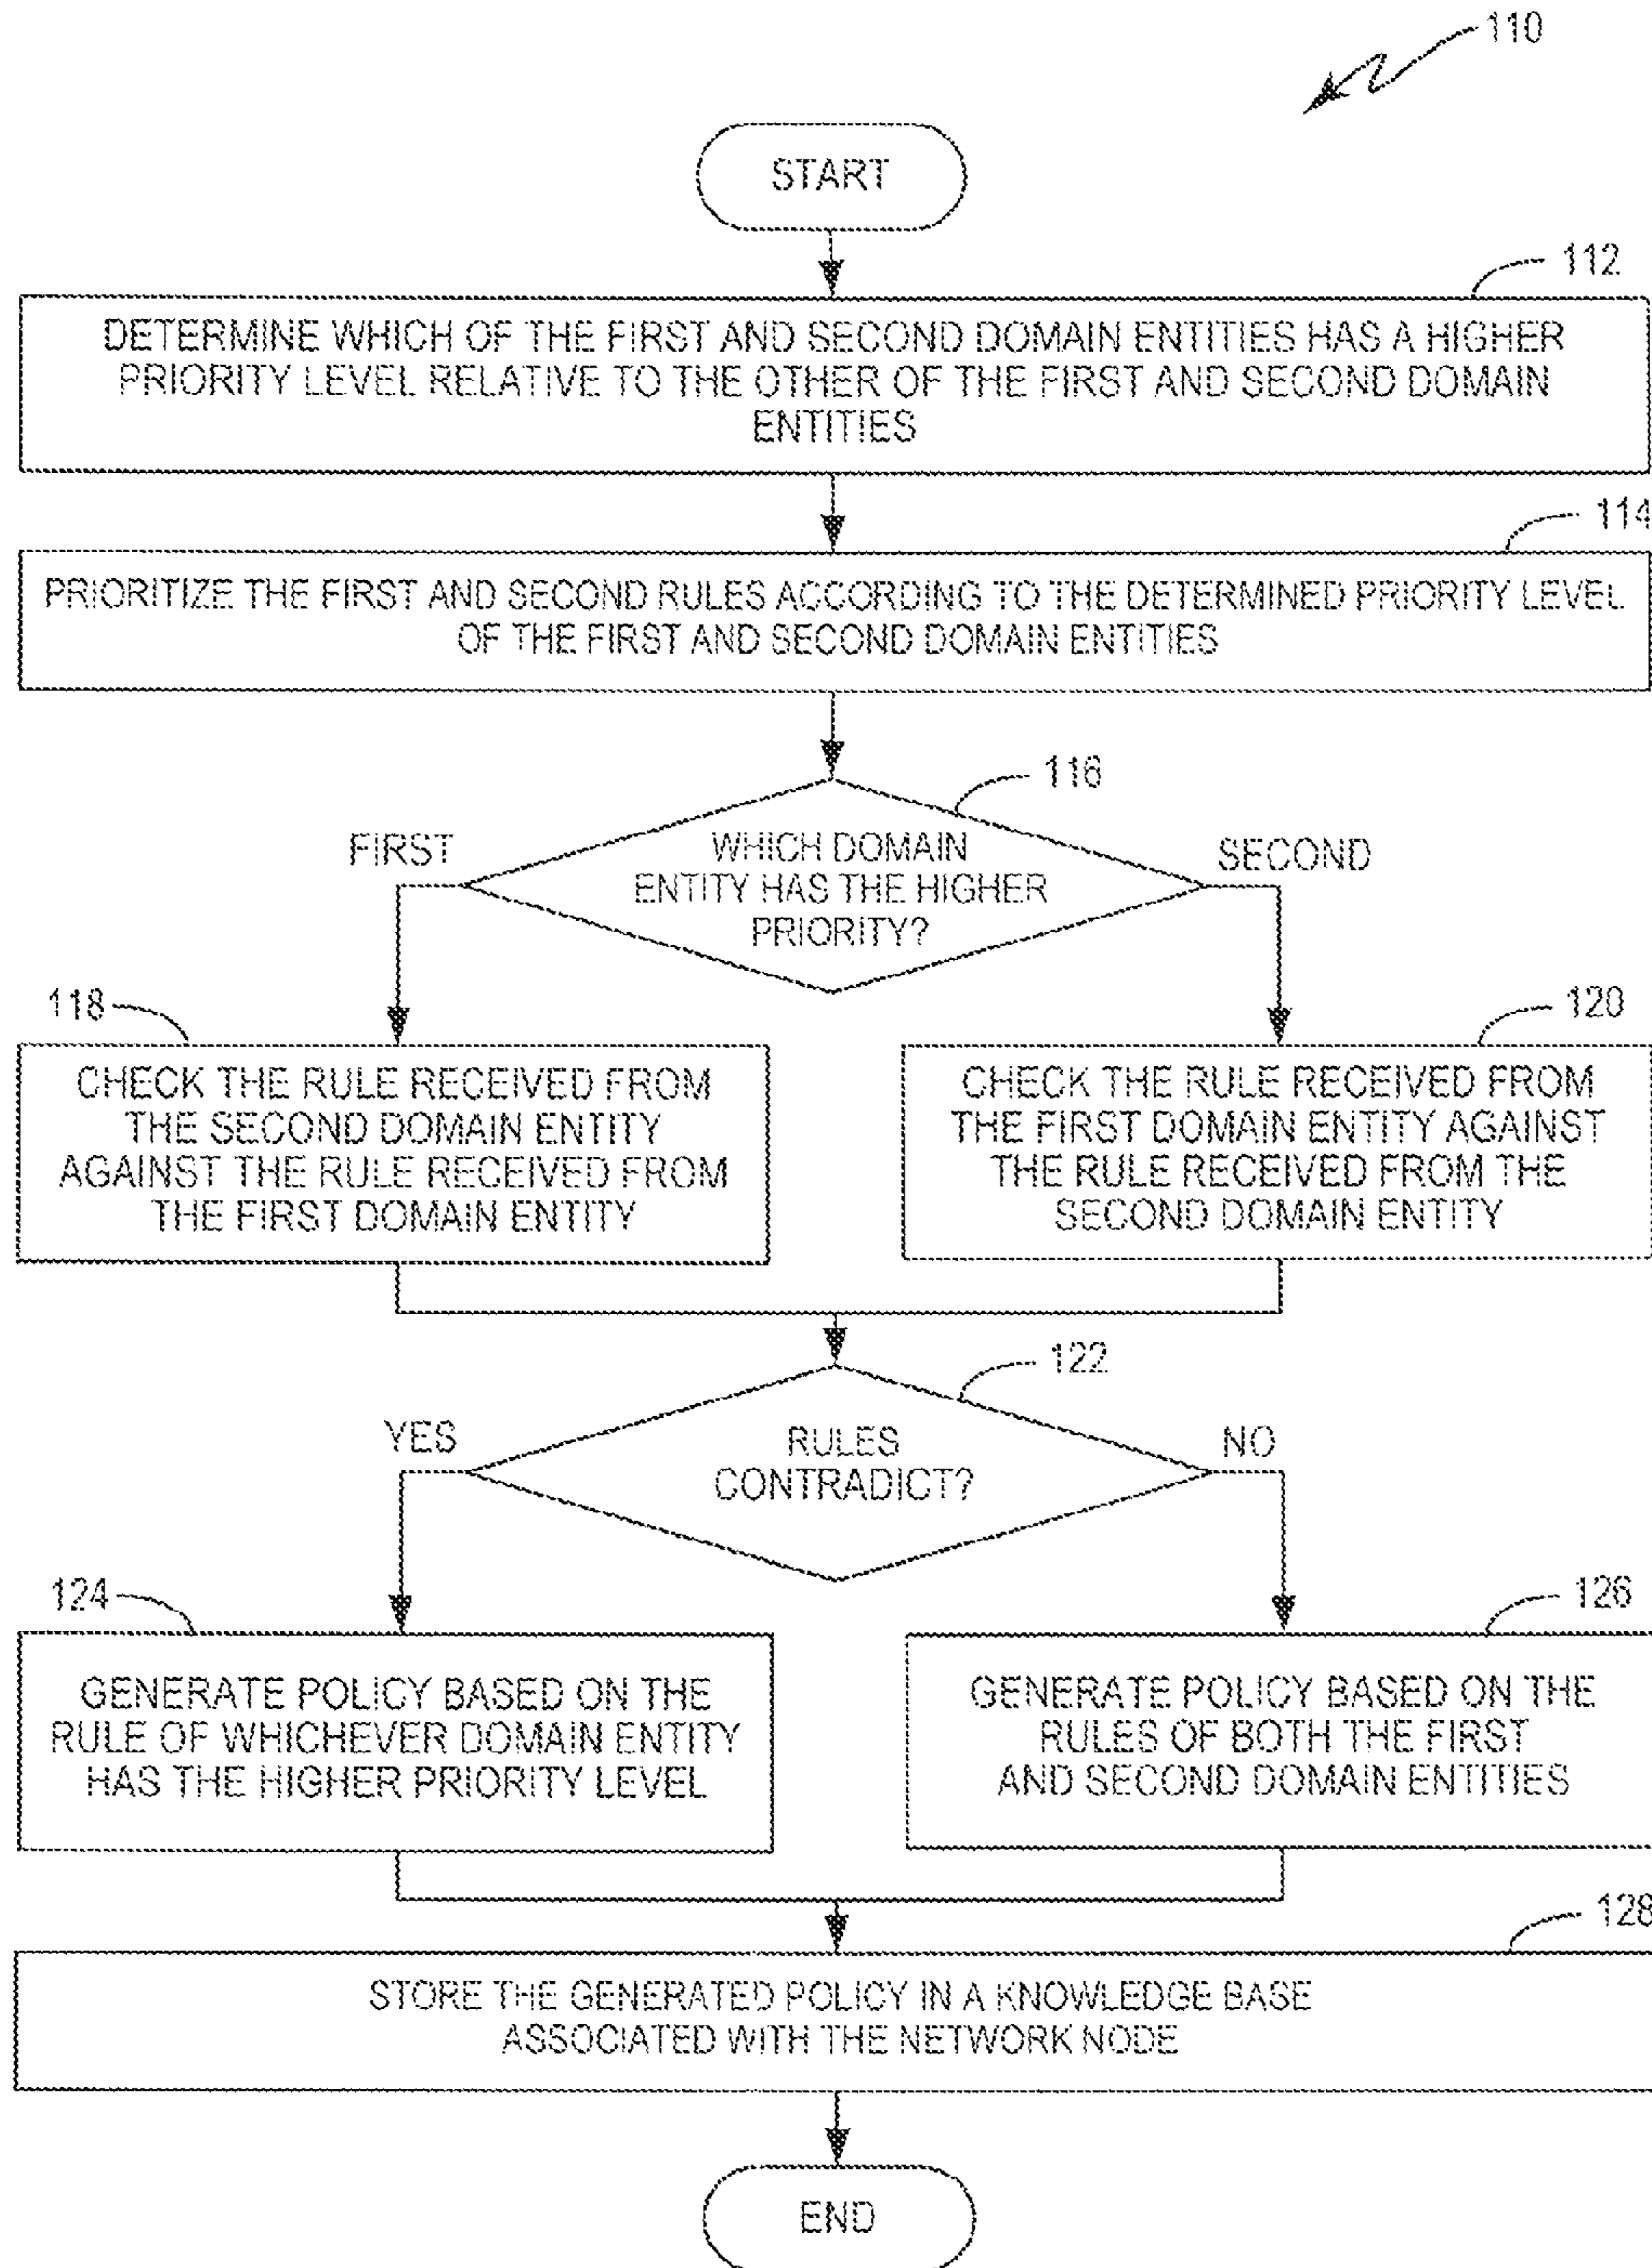 110
START
112
DETERMINE WHICH OF THE FIRST AND SECOND DOMAIN ENTITIES HAS A HIGHER
PRIORITY LEVEL RELATIVE TO THE OTHER OF THE FIRST AND SECOND DOMAIN
ENTITIES
114
PRIORITIZE THE FIRST AND SECOND RULES ACCORDING TO THE DETERMINED PRIORITY LEVEL
OF THE FIRST AND SECOND DOMAIN ENTITIES
116
FIRST
WHICH DOMAIN
ENTITY HAS THE HIGHER
PRIORITY?
SECOND
118
CHECK THE RULE RECEIVED FROM
THE SECOND DOMAIN ENTITY
AGAINST THE RULE RECEIVED FROM
THE FIRST DOMAIN ENTITY
120
CHECK THE RULE RECEIVED FROM
THE FIRST DOMAIN ENTITY AGAINST
THE RULE RECEIVED FROM THE
SECOND DOMAIN ENTITY
122
YES
RULES
CONTRADICT?
NO
124
GENERATE POLICY BASED ON THE
RULE OF WHICHEVER DOMAIN ENTITY
HAS THE HIGHER PRIORITY LEVEL
126
GENERATE POLICY BASED ON THE
RULES OF BOTH THE FIRST
AND SECOND DOMAIN ENTITIES
128
STORE THE GENERATED POLICY IN A KNOWLEDGE BASE
ASSOCIATED WITH THE NETWORK NODE
END